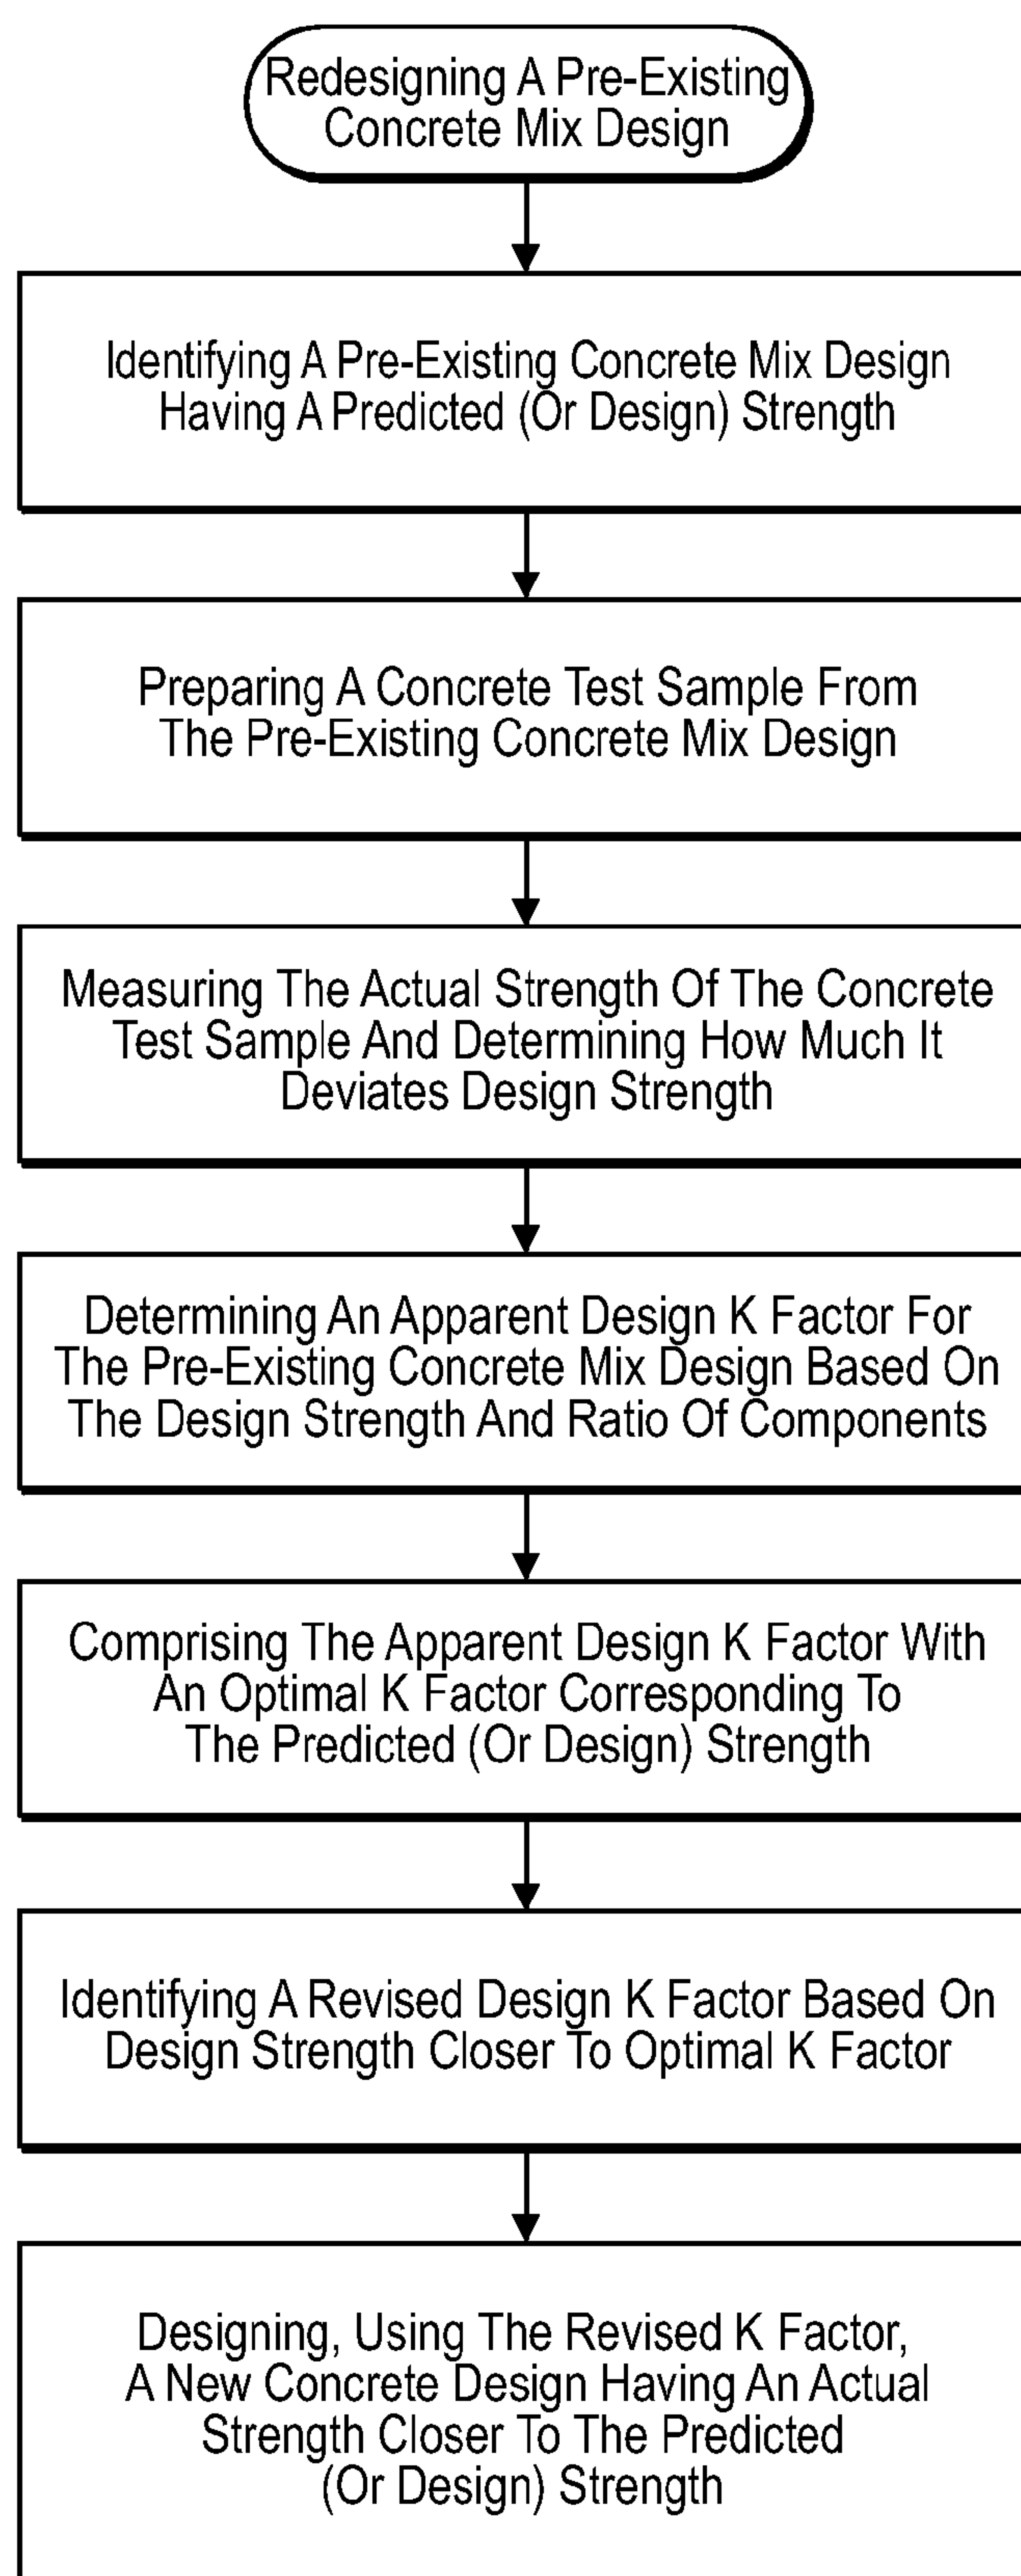 Redesigning A Pre-Existing
Concrete Mix Design
Identifying A Pre-Existing Concrete Mix Design
Having A Predicted (Or Design) Strength
Preparing A Concrete Test Sample From
The Pre-Existing Concrete Mix Design
Measuring The Actual Strength Of The Concrete
Test Sample And Determining How Much It
Deviates Design Strength
Determining An Apparent Design K Factor For
The Pre-Existing Concrete Mix Design Based On
The Design Strength And Ratio Of Components
Comprising The Apparent Design K Factor With
An Optimal K Factor Corresponding To
The Predicted (Or Design) Strength
Identifying A Revised Design K Factor Based On
Design Strength Closer To Optimal K Factor
Designing, Using The Revised K Factor,
A New Concrete Design Having An Actual
Strength Closer To The Predicted
(Or Design) Strength